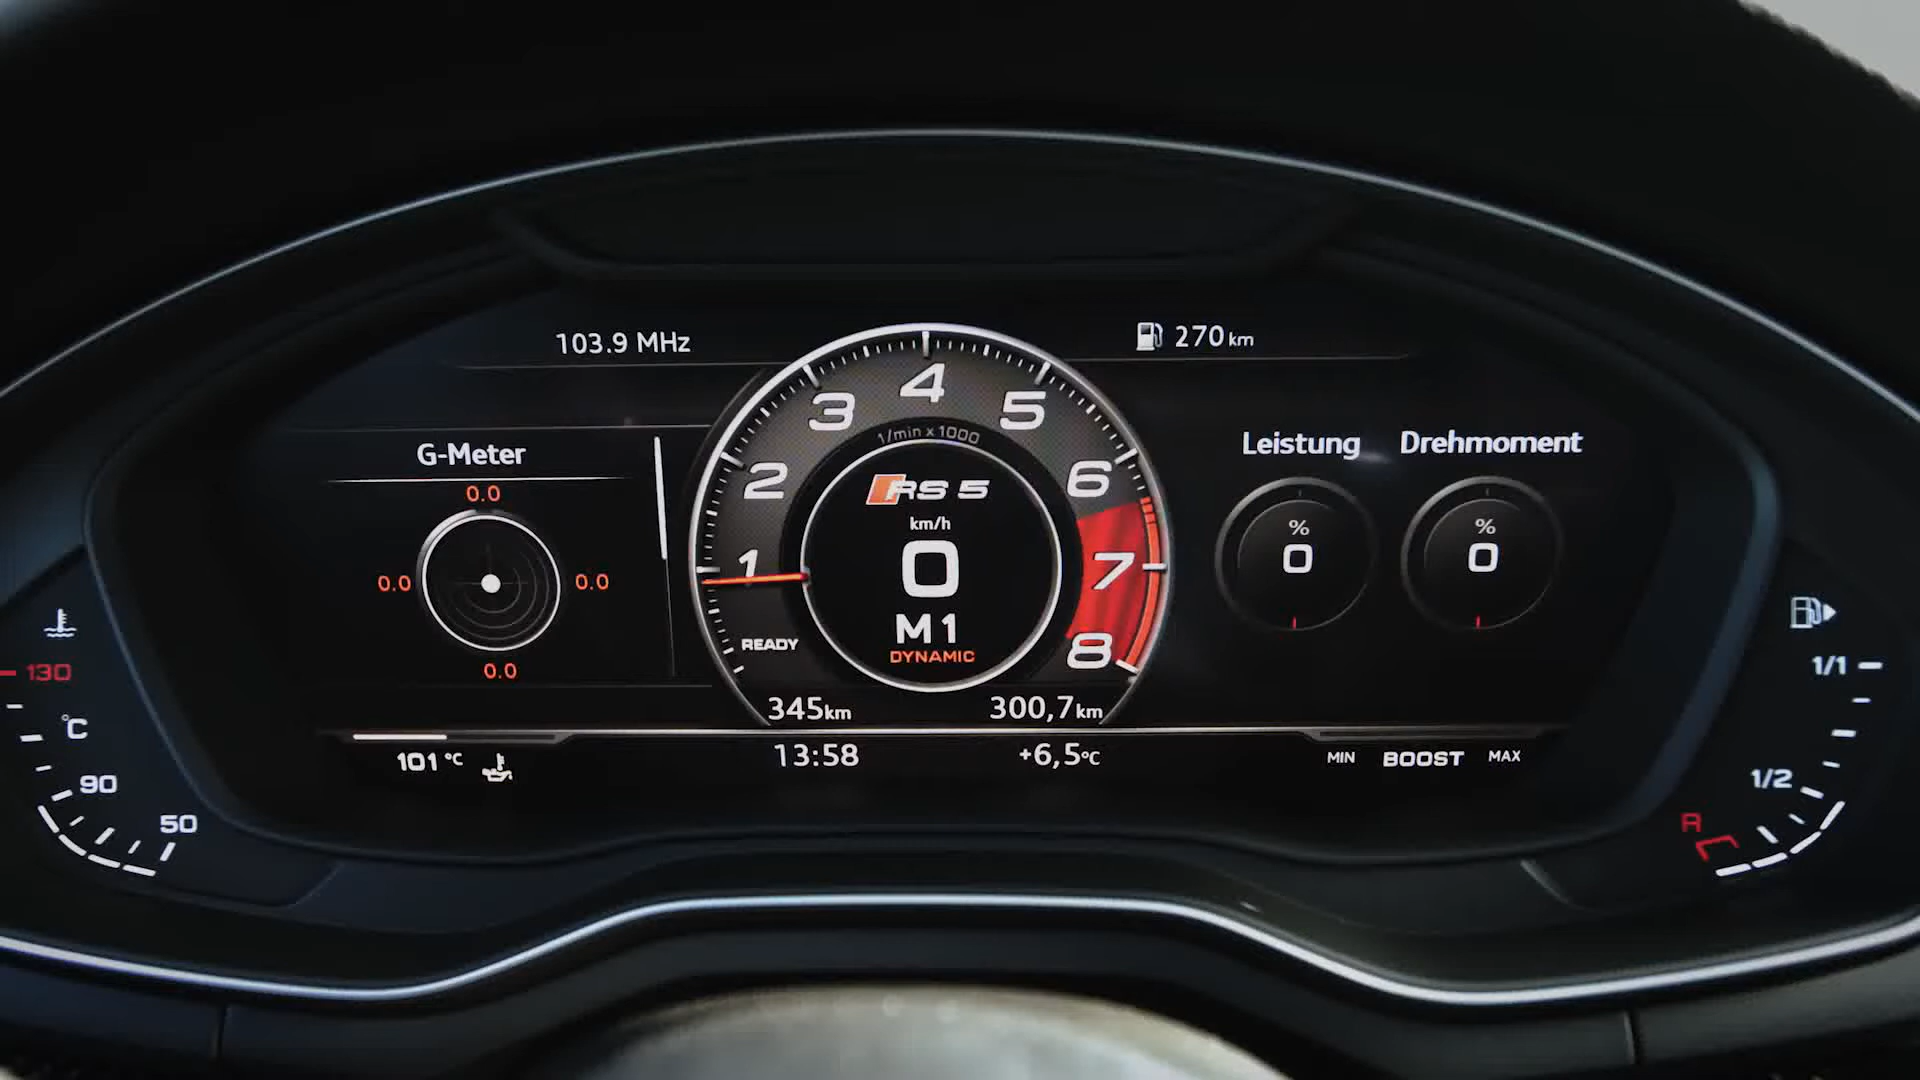 103.9 MHz
270 km
G-Meter
0.0
0.0
0.0
0.0
1
2
3
4
5
6
7
8
1/min x 1000
RS 5
km/h
0
M1
DYNAMIC
READY
345km
300,7km
Leistung
Drehmoment
%
0
%
0
130
°C
90
50
1/1
1/2
R
101 °C
13:58
+6,5°C
MIN
BOOST
MAX